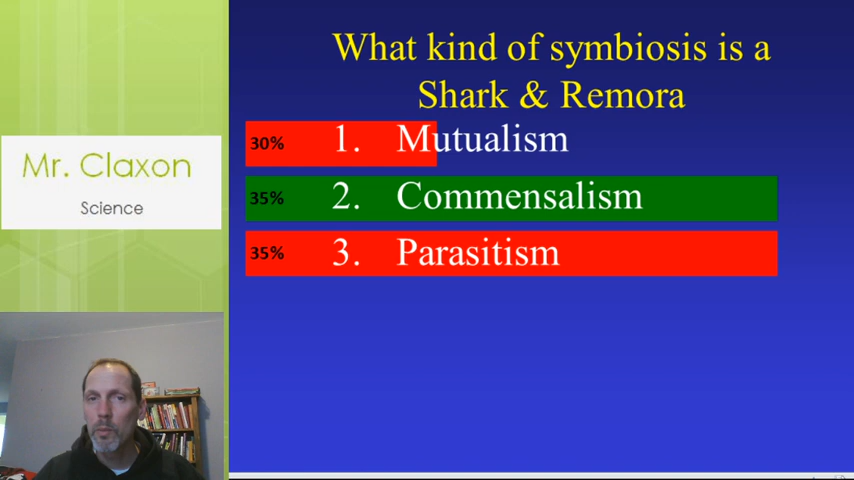 Mr. Claxon
Science
What kind of symbiosis is a
Shark & Remora
30% 1. Mutualism
35% 2. Commensalism
35% 3. Parasitism